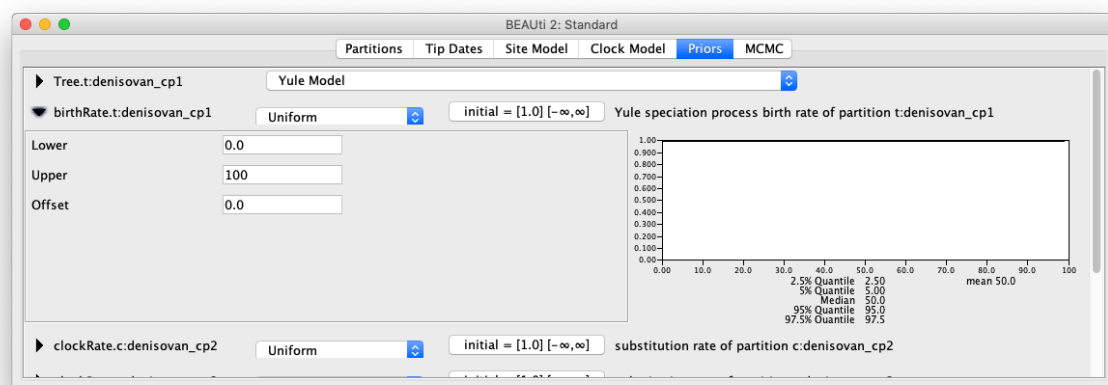 BEAUti 2: Standard
Partitions Tip Dates Site Model Clock Model Priors MCMC
Tree.t:denisovan_cp1 Yule Model
birthRate.t:denisovan_cp1 Uniform initial = [1.0] [-∞,∞] Yule speciation process birth rate of partition t:denisovan_cp1
Lower 0.0
Upper 100
Offset 0.0
1.00
0.900
0.800
0.700
0.600
0.500
0.400
0.300
0.200
0.100
0.00
0.00 10.0 20.0 30.0 40.0 50.0 60.0 70.0 80.0 90.0 100
2.5% Quantile 2.50 mean 50.0
5% Quantile 5.00
Median 50.0
95% Quantile 95.0
97.5% Quantile 97.5
clockRate.c:denisovan_cp2 Uniform initial = [1.0] [-∞,∞] substitution rate of partition c:denisovan_cp2